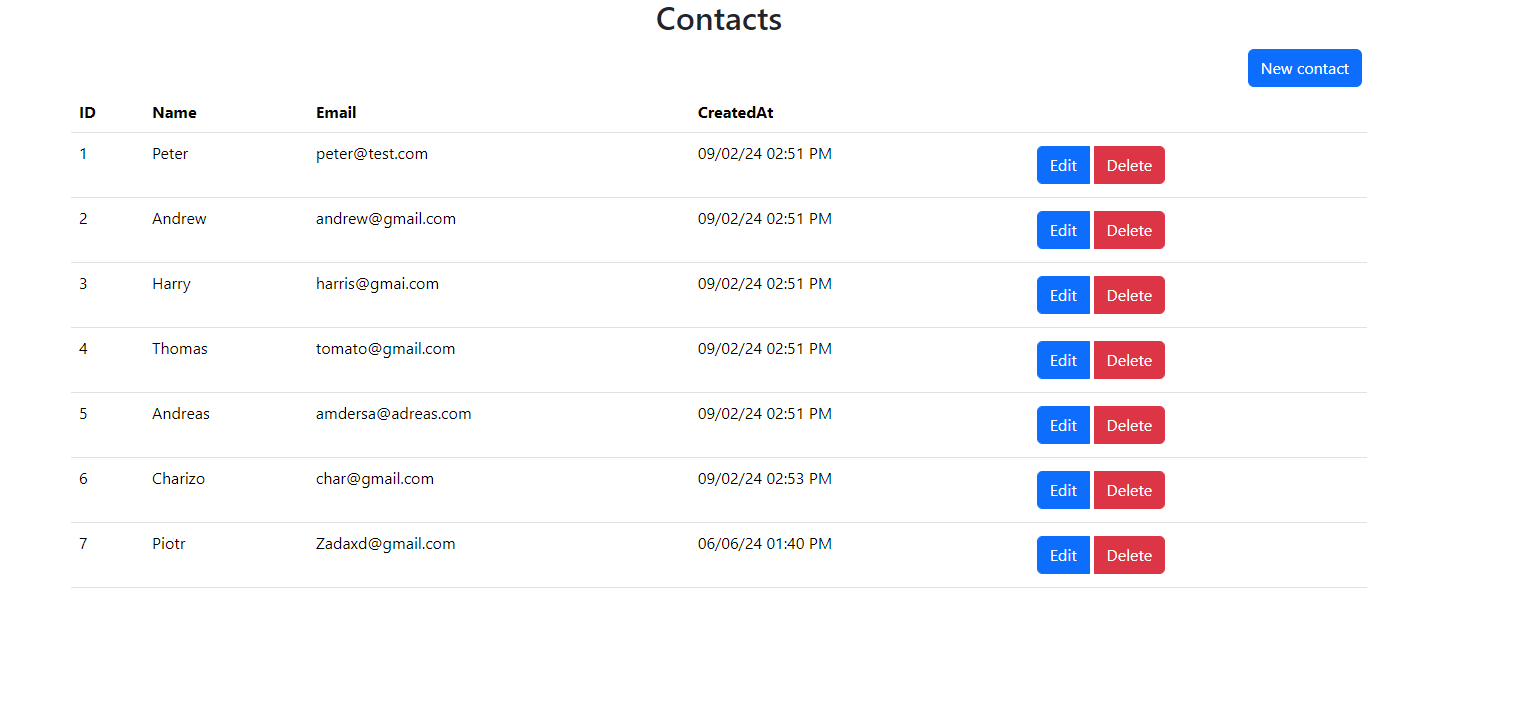 Contacts
New contact
ID Name Email CreatedAt
1 Peter peter@test.com 09/02/24 02:51 PM Edit Delete
2 Andrew andrew@gmail.com 09/02/24 02:51 PM Edit Delete
3 Harry harris@gmai.com 09/02/24 02:51 PM Edit Delete
4 Thomas tomato@gmail.com 09/02/24 02:51 PM Edit Delete
5 Andreas amdersa@adreas.com 09/02/24 02:51 PM Edit Delete
6 Charizo char@gmail.com 09/02/24 02:53 PM Edit Delete
7 Piotr Zadaxd@gmail.com 06/06/24 01:40 PM Edit Delete